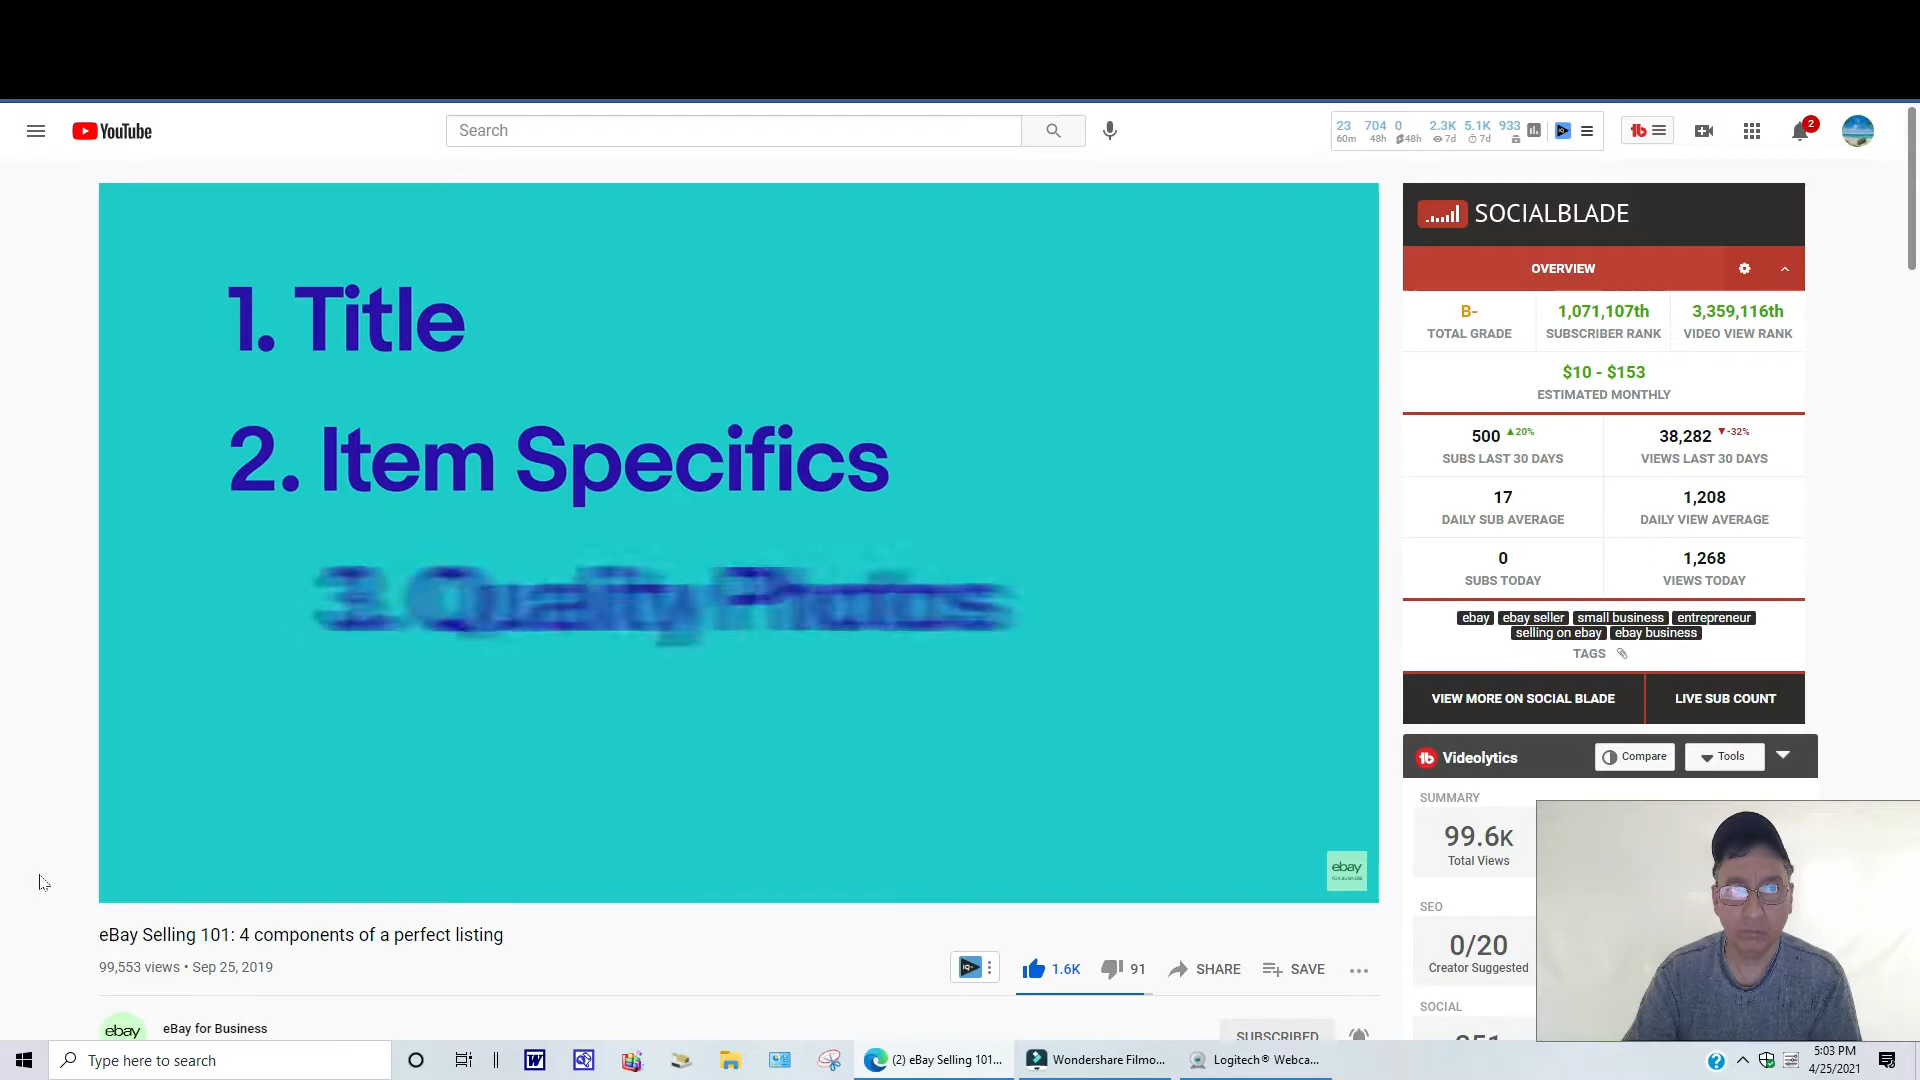 YouTube
Search
23 704 0 2.3K 5.1K 933
60m 48h 48h 7d 7d
2
1. Title
2. Item Specifics
3. Quality Photos
ebay
FOR BUSINESS
SOCIALBLADE
OVERVIEW
B- 1,071,107th 3,359,116th
TOTAL GRADE SUBSCRIBER RANK VIDEO VIEW RANK
$10 - $153
ESTIMATED MONTHLY
500 ▲20% 38,282 ▼-32%
SUBS LAST 30 DAYS VIEWS LAST 30 DAYS
17 1,208
DAILY SUB AVERAGE DAILY VIEW AVERAGE
0 1,268
SUBS TODAY VIEWS TODAY
ebay ebay seller small business entrepreneur
selling on ebay ebay business
TAGS
VIEW MORE ON SOCIAL BLADE LIVE SUB COUNT
tb Videolytics Compare Tools
SUMMARY
99.6K
Total Views
SEO
0/20
Creator Suggested
SOCIAL
eBay Selling 101: 4 components of a perfect listing
99,553 views • Sep 25, 2019
1.6K 91 SHARE SAVE
ebay eBay for Business
SUBSCRIBED
Type here to search
(2) eBay Selling 101...
Wondershare Filmo...
Logitech® Webca...
5:03 PM
4/25/2021